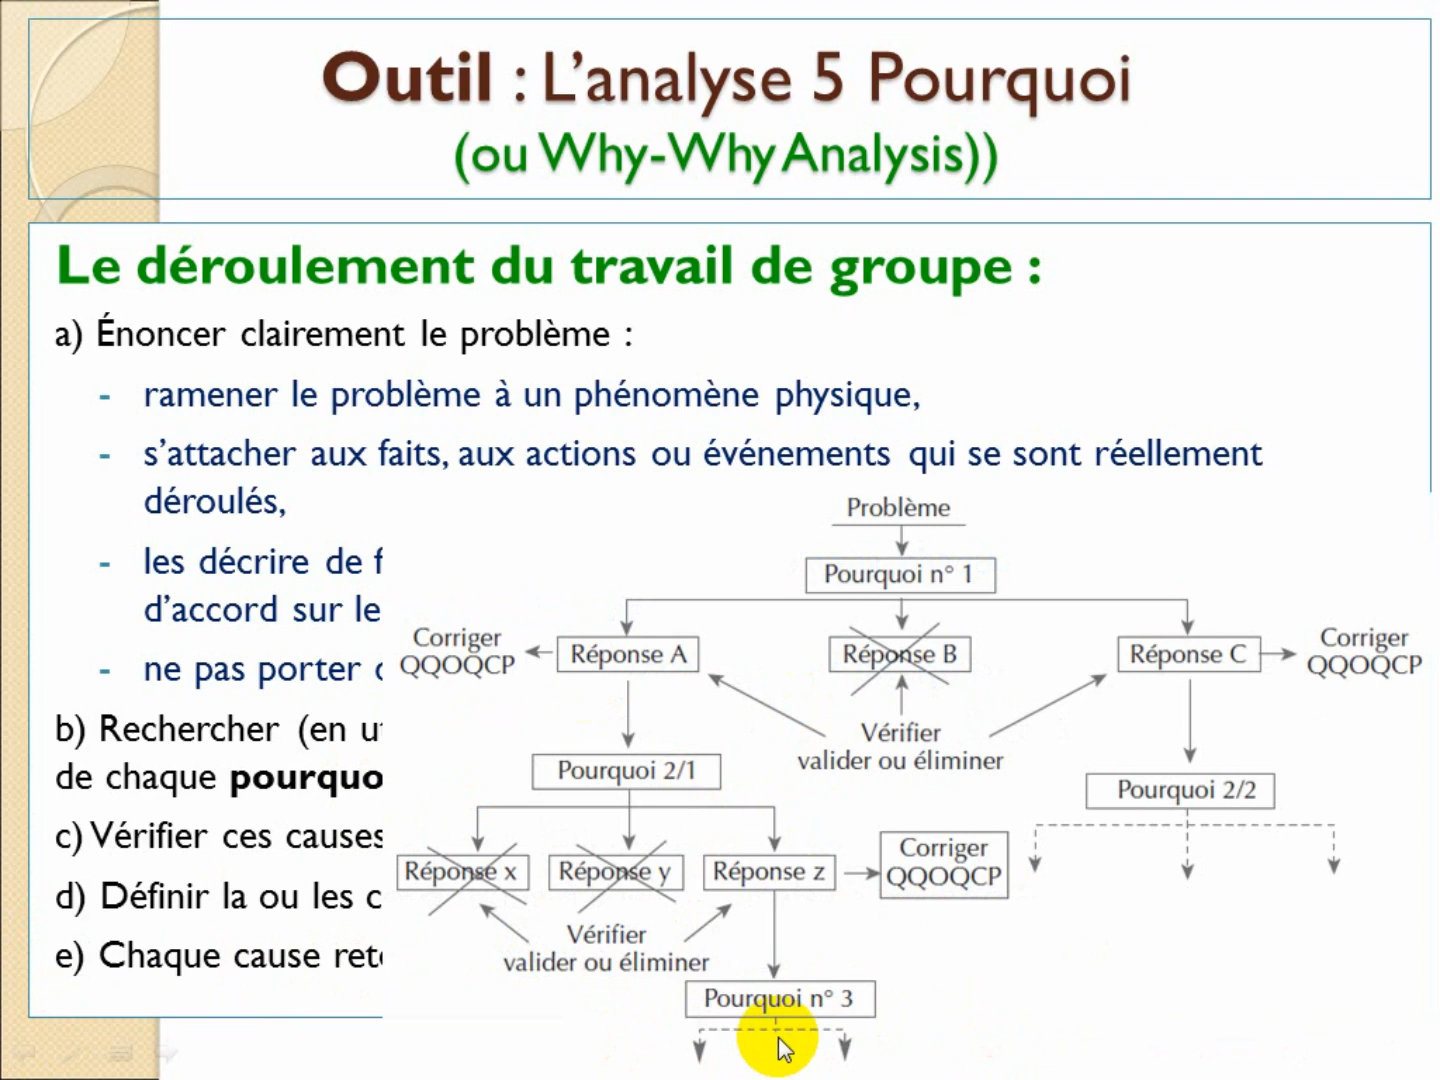 Outil : L'analyse 5 Pourquoi
(ou Why-Why Analysis))
Le déroulement du travail de groupe :
a) Énoncer clairement le problème :
- ramener le problème à un phénomène physique,
- s'attacher aux faits, aux actions ou événements qui se sont réellement
déroulés,
- les décrire de f
d'accord sur le
- ne pas porter
b) Rechercher (en
de chaque pourquo
c) Vérifier ces causes
d) Définir la ou les c
e) Chaque cause
Problème
Pourquoi n° 1
Corriger
QQOQCP
Réponse A
Réponse B
Réponse C
Corriger
QQOQCP
Vérifier
valider ou éliminer
Pourquoi 2/1
Pourquoi 2/2
Réponse x
Réponse y
Réponse z
Corriger
QQOQCP
Vérifier
valider ou éliminer
Pourquoi n° 3